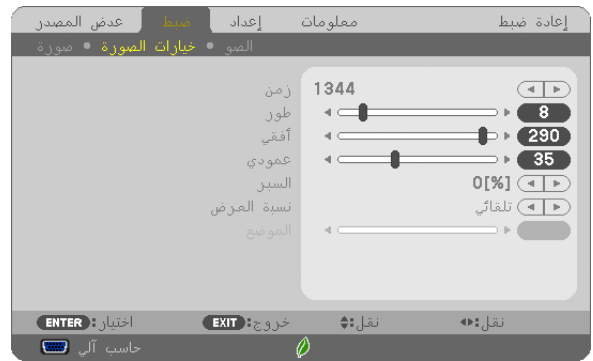 عدض المصدر ضبط إعداد معلومات إعادة ضبط
صورة • خيارات الصورة • الصو
زمن 1344
طور 8
أفقي 290
عمودي 35
السبر 0[%]
نسبة العرض تلقائي
الموضع
ENTER: اختيار EXIT: خروج نقل: نقل:
حاسب آلي